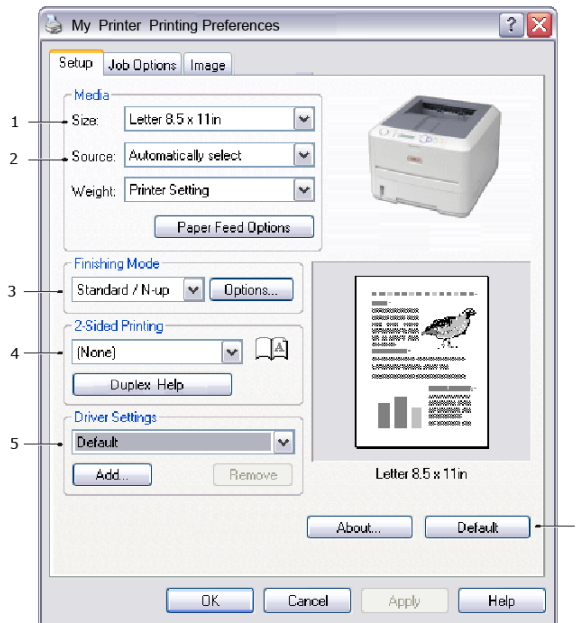 My Printer Printing Preferences
Setup Job Options Image
Media
1 Size: Letter 8.5 x 11in
2 Source: Automatically select
Weight: Printer Setting
Paper Feed Options
Finishing Mode
3 Standard / N-up Options...
2-Sided Printing
4 (None) A
Duplex Help
Driver Settings
5 Default
Add... Remove
Letter 8.5 x 11in
About... Default
OK Cancel Apply Help